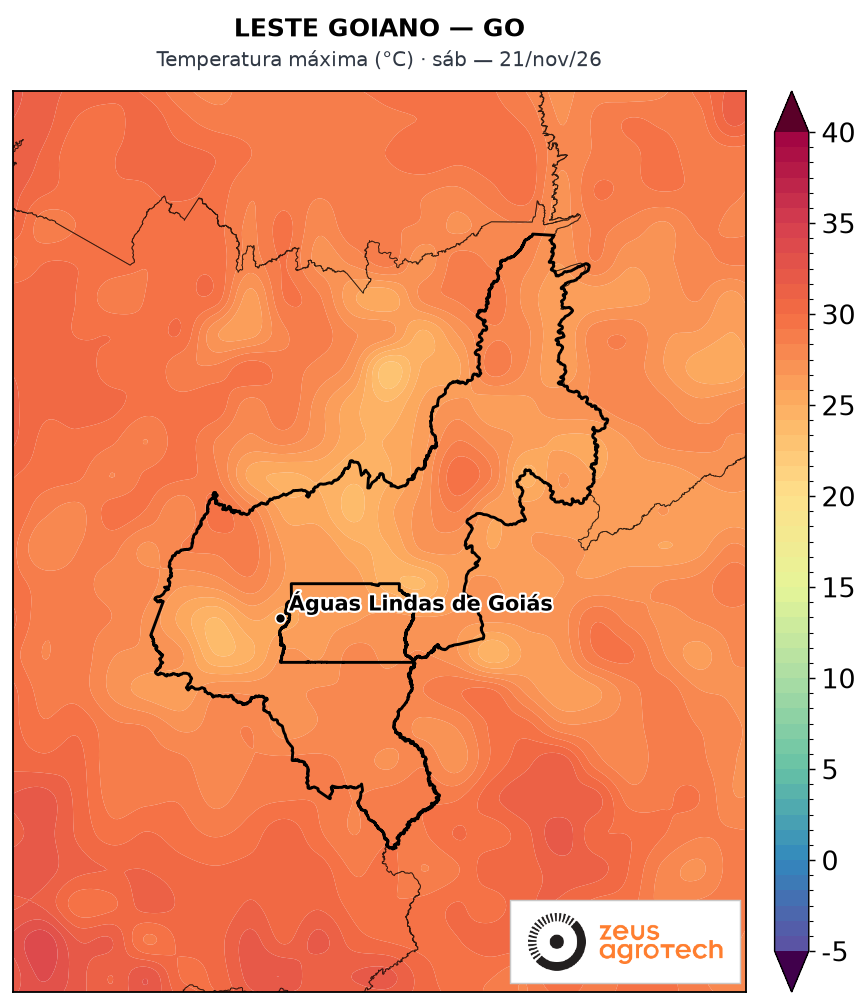 LESTE GOIANO — GO
Temperatura máxima (°C) · sáb — 21/nov/26
40
35
30
25
20
15
10
5
0
-5
Águas Lindas de Goiás
zeus
agrotech